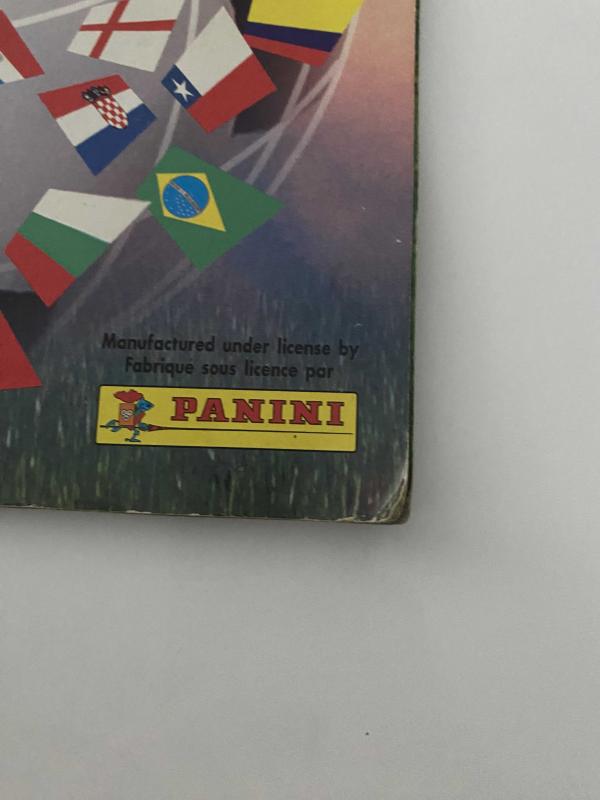 Manufactured under license by
Fabriqué sous licence par
PANINI